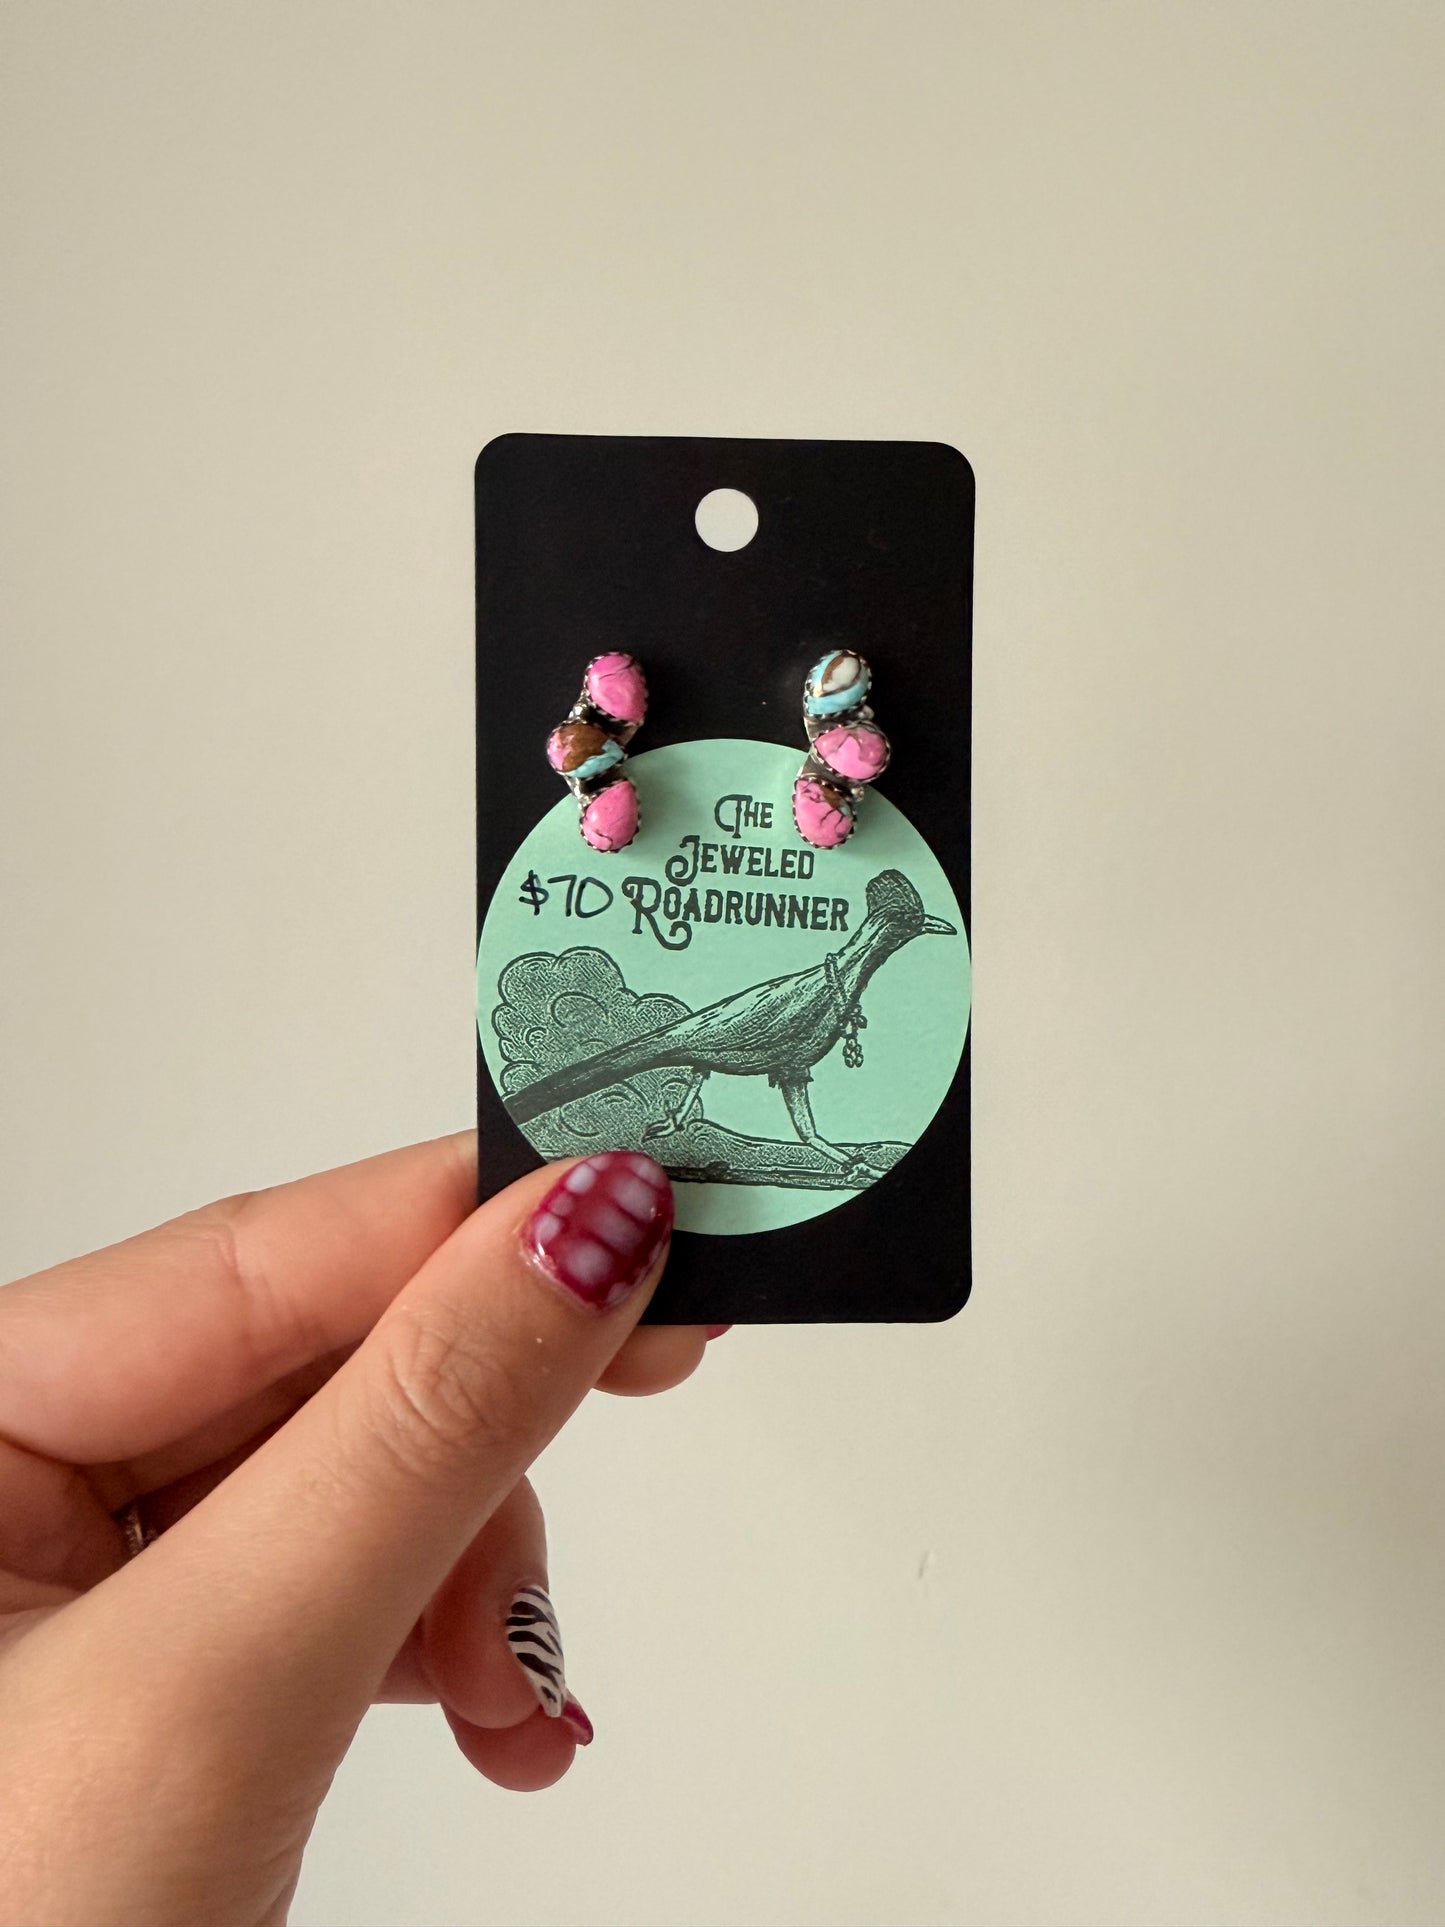 The
Jeweled
$70 Roadrunner